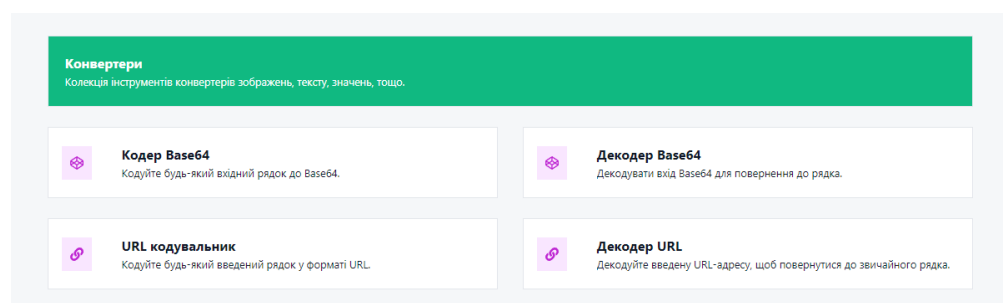 Конвертери
Колекція інструментів конвертерів зображень, тексту, значень, тощо.
Кодер Base64
Кодуйте будь-який вхідний рядок до Base64.
Декодер Base64
Декодувати вхід Base64 для повернення до рядка.
URL кодувальник
Кодуйте будь-який введений рядок у форматі URL.
Декодер URL
Декодуйте введену URL-адресу, щоб повернутися до звичайного рядка.